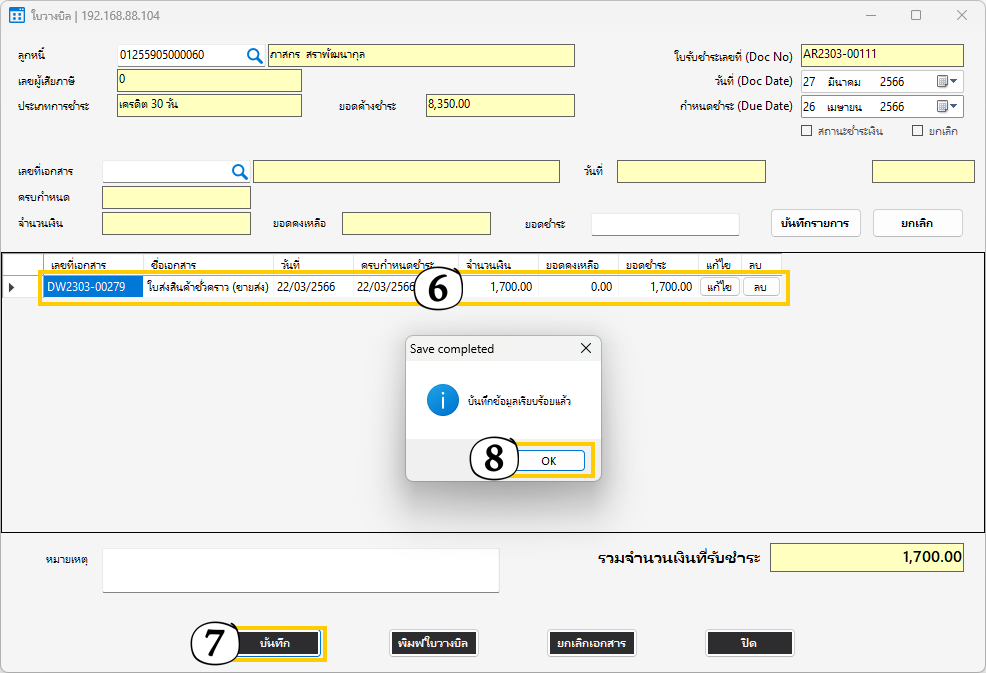 ใบวางบิล | 192.168.88.104
ลูกหนี้ 01255905000060 ภาสกร สราพัฒนากุล ใบรับชำระเลขที่ (Doc No) AR2303-00111
เลขผู้เสียภาษี 0 วันที่ (Doc Date) 27 มีนาคม 2566
ประเภทการชำระ เครดิต 30 วัน ยอดค้างชำระ 8,350.00 กำหนดชำระ (Due Date) 26 เมษายน 2566
สถานะชำระเงิน ยกเลิก
เลขที่เอกสาร วันที่
ครบกำหนด
จำนวนเงิน ยอดคงเหลือ ยอดชำระ บันทึกรายการ ยกเลิก
เลขที่เอกสาร ชื่อเอกสาร วันที่ ครบกำหนดชำระ จำนวนเงิน ยอดคงเหลือ ยอดชำระ แก้ไข ลบ
DW2303-00279 ใบส่งสินค้าชั่วคราว (ขายส่ง) 22/03/2566 22/03/2566 6 1,700.00 0.00 1,700.00 แก้ไข ลบ
Save completed
บันทึกข้อมูลเรียบร้อยแล้ว
8 OK
หมายเหตุ รวมจำนวนเงินที่รับชำระ 1,700.00
7 บันทึก พิมพ์ใบวางบิล ยกเลิกเอกสาร ปิด